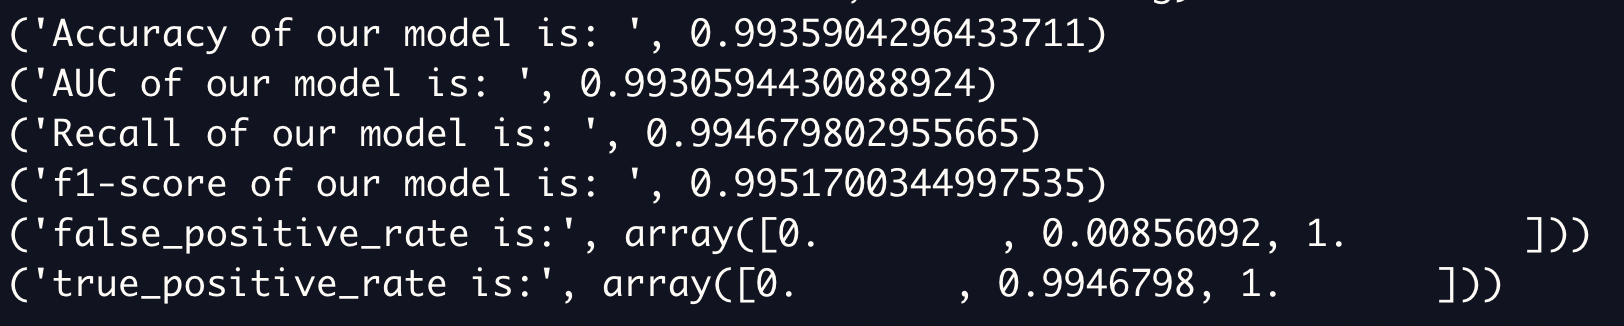 ('Accuracy of our model is: ', 0.9935904296433711)
('AUC of our model is: ', 0.9930594430088924)
('Recall of our model is: ', 0.994679802955665)
('f1-score of our model is: ', 0.9951700344997535)
('false_positive_rate is:', array([0.        , 0.00856092, 1.        ]))
('true_positive_rate is:', array([0.       , 0.9946798, 1.       ]))